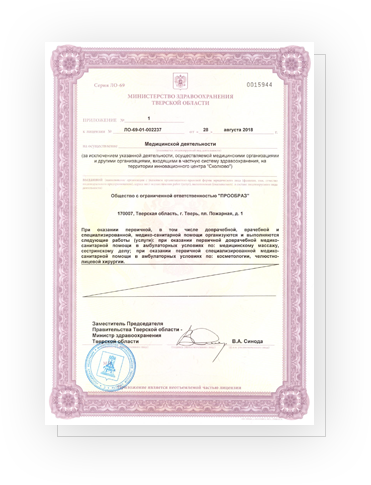 Серия ЛО-69
0015944
МИНИСТЕРСТВО ЗДРАВООХРАНЕНИЯ
ТВЕРСКОЙ ОБЛАСТИ
ПРИЛОЖЕНИЕ № 1
к лицензии № ЛО-69-01-002237 от « 28 » августа 2018 г.
на осуществление Медицинской деятельности
(за исключением указанной деятельности, осуществляемой медицинскими организациями
и другими организациями, входящими в частную систему здравоохранения, на
территории инновационного центра "Сколково")
Общество с ограниченной ответственностью "ПРООБРАЗ"
170007, Тверская область, г. Тверь, пл. Пожарная, д. 1
При оказании первичной, в том числе доврачебной, врачебной и
специализированной, медико-санитарной помощи организуются и выполняются
следующие работы (услуги): при оказании первичной доврачебной медико-
санитарной помощи в амбулаторных условиях по: медицинскому массажу,
сестринскому делу; при оказании первичной специализированной медико-
санитарной помощи в амбулаторных условиях по: косметологии, челюстно-
лицевой хирургии.
Заместитель Председателя
Правительства Тверской области -
Министр здравоохранения
Тверской области
В.А. Синода
Приложение является неотъемлемой частью лицензии